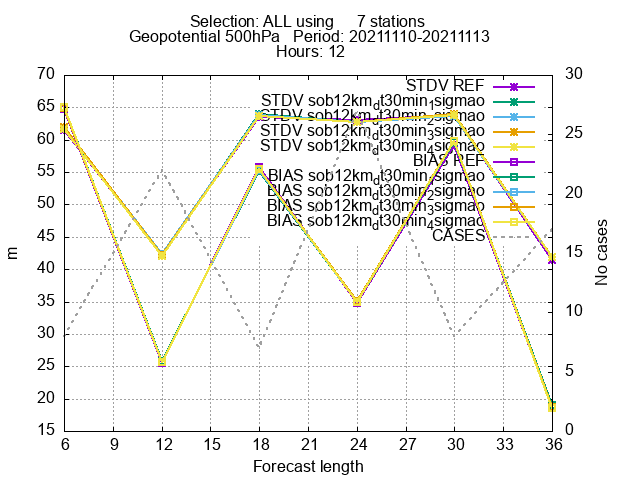 Selection: ALL using 7 stations
Geopotential 500hPa Period: 20211110-20211113
Hours: 12
70
65
60
55
50
45
40
35
30
25
20
15
m
STDV REF
STDV sob12km_dt30min_1sigmao
STDV sob12km_dt30min_2sigmao
STDV sob12km_dt30min_3sigmao
STDV sob12km_dt30min_4sigmao
BIAS REF
BIAS sob12km_dt30min_1sigmao
BIAS sob12km_dt30min_2sigmao
BIAS sob12km_dt30min_3sigmao
BIAS sob12km_dt30min_4sigmao
CASES
30
25
20
15
10
5
0
No cases
6 9 12 15 18 21 24 27 30 33 36
Forecast length